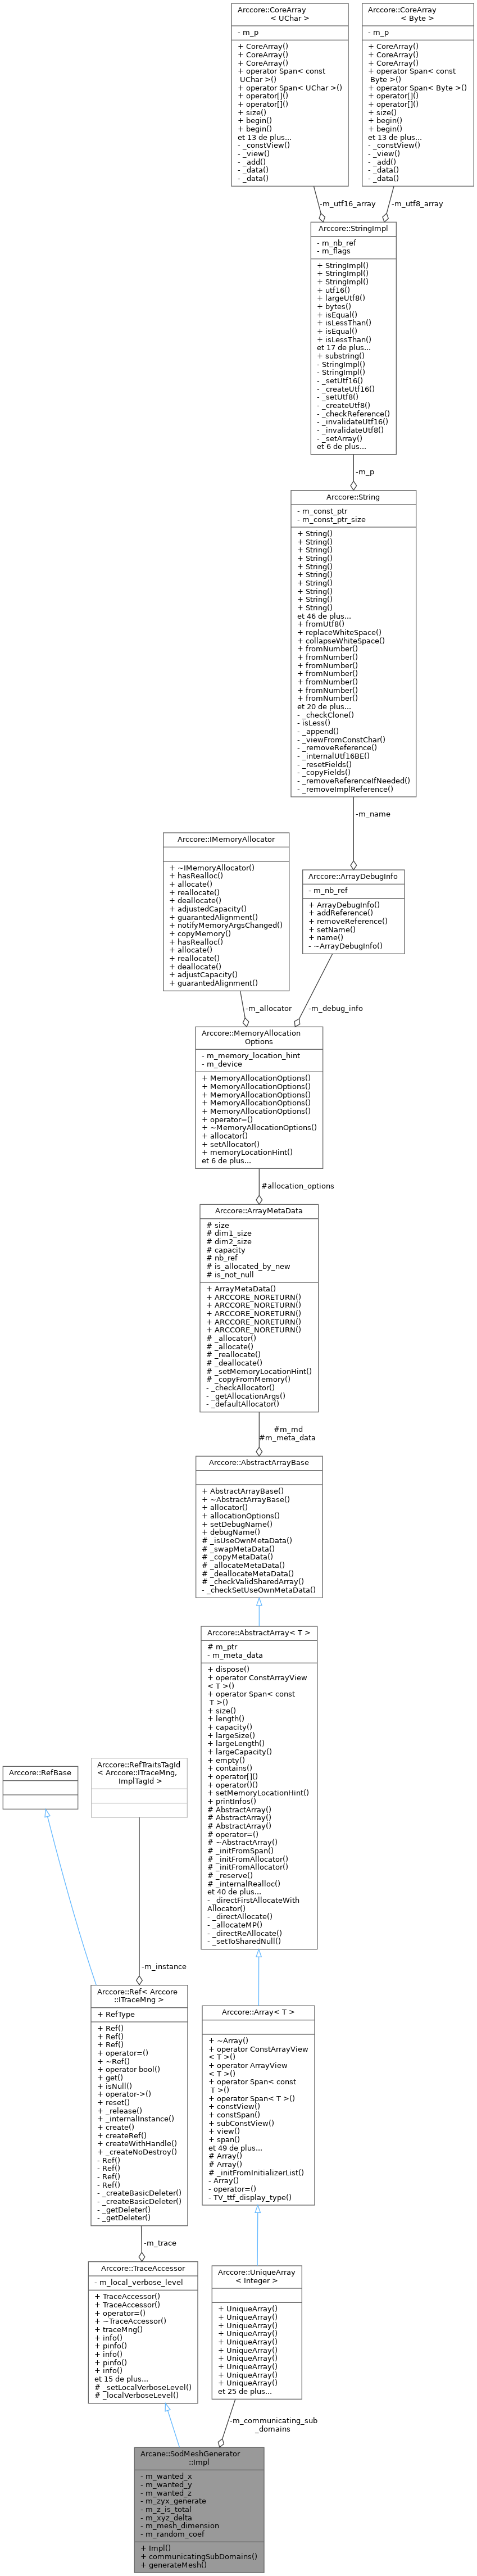 Arccore::CoreArray
< UChar >
- m_p
+ CoreArray()
+ CoreArray()
+ CoreArray()
+ operator Span< const
UChar >()
+ operator Span< UChar >()
+ operator[]()
+ operator[]()
+ size()
+ begin()
+ begin()
et 13 de plus...
- _constView()
- _view()
- _add()
- _data()
- _data()
Arccore::CoreArray
< Byte >
- m_p
+ CoreArray()
+ CoreArray()
+ CoreArray()
+ operator Span< const
Byte >()
+ operator Span< Byte >()
+ operator[]()
+ operator[]()
+ size()
+ begin()
+ begin()
et 13 de plus...
- _constView()
- _view()
- _add()
- _data()
- _data()
-m_utf16_array
-m_utf8_array
Arccore::StringImpl
- m_nb_ref
- m_flags
+ StringImpl()
+ StringImpl()
+ StringImpl()
+ utf16()
+ largeUtf8()
+ bytes()
+ isEqual()
+ isLessThan()
+ isEqual()
+ isLessThan()
et 17 de plus...
+ substring()
- StringImpl()
- StringImpl()
- _setUtf16()
- _createUtf16()
- _setUtf8()
- _createUtf8()
- _checkReference()
- _invalidateUtf16()
- _invalidateUtf8()
- _setArray()
et 6 de plus...
-m_p
Arccore::String
- m_const_ptr
- m_const_ptr_size
+ String()
+ String()
+ String()
+ String()
+ String()
+ String()
+ String()
+ String()
+ String()
+ String()
et 46 de plus...
+ fromUtf8()
+ replaceWhiteSpace()
+ collapseWhiteSpace()
+ fromNumber()
+ fromNumber()
+ fromNumber()
+ fromNumber()
+ fromNumber()
+ fromNumber()
+ fromNumber()
et 20 de plus...
- _checkClone()
- isLess()
- _append()
- _viewFromConstChar()
- _removeReference()
- _internalUtf16BE()
- _resetFields()
- _copyFields()
- _removeReferenceIfNeeded()
- _removeImplReference()
-m_name
Arccore::IMemoryAllocator
+ ~IMemoryAllocator()
+ hasRealloc()
+ allocate()
+ reallocate()
+ deallocate()
+ adjustedCapacity()
+ guarantedAlignment()
+ notifyMemoryArgsChanged()
+ copyMemory()
+ hasRealloc()
+ allocate()
+ reallocate()
+ deallocate()
+ adjustCapacity()
+ guarantedAlignment()
Arccore::ArrayDebugInfo
- m_nb_ref
+ ArrayDebugInfo()
+ addReference()
+ removeReference()
+ setName()
+ name()
- ~ArrayDebugInfo()
-m_allocator
-m_debug_info
Arccore::MemoryAllocation
Options
- m_memory_location_hint
- m_device
+ MemoryAllocationOptions()
+ MemoryAllocationOptions()
+ MemoryAllocationOptions()
+ MemoryAllocationOptions()
+ MemoryAllocationOptions()
+ operator=()
+ ~MemoryAllocationOptions()
+ allocator()
+ setAllocator()
+ memoryLocationHint()
et 6 de plus...
#allocation_options
Arccore::ArrayMetaData
# size
# dim1_size
# dim2_size
# capacity
# nb_ref
# is_allocated_by_new
# is_not_null
+ ArrayMetaData()
+ ARCCORE_NORETURN()
+ ARCCORE_NORETURN()
+ ARCCORE_NORETURN()
+ ARCCORE_NORETURN()
+ ARCCORE_NORETURN()
# _allocator()
# _allocate()
# _reallocate()
# _deallocate()
# _setMemoryLocationHint()
# _copyFromMemory()
- _checkAllocator()
- _getAllocationArgs()
- _defaultAllocator()
#m_md
#m_meta_data
Arccore::AbstractArrayBase
+ AbstractArrayBase()
+ ~AbstractArrayBase()
+ allocator()
+ allocationOptions()
+ setDebugName()
+ debugName()
# _isUseOwnMetaData()
# _swapMetaData()
# _copyMetaData()
# _allocateMetaData()
# _deallocateMetaData()
# _checkValidSharedArray()
- _checkSetUseOwnMetaData()
Arccore::AbstractArray< T >
# m_ptr
- m_meta_data
+ dispose()
+ operator ConstArrayView
< T >()
+ operator Span< const
T >()
+ size()
+ length()
+ capacity()
+ largeSize()
+ largeLength()
+ largeCapacity()
+ empty()
+ contains()
+ operator[]()
+ operator()()
+ setMemoryLocationHint()
+ printInfos()
# AbstractArray()
# AbstractArray()
# AbstractArray()
# operator=()
# ~AbstractArray()
# _initFromSpan()
# _initFromAllocator()
# _initFromAllocator()
# _reserve()
# _internalRealloc()
et 40 de plus...
- _directFirstAllocateWith
Allocator()
- _directAllocate()
- _allocateMP()
- _directReAllocate()
- _setToSharedNull()
Arccore::RefBase
Arccore::RefTraitsTagId
< Arccore::ITraceMng,
ImplTagId >
-m_instance
Arccore::Ref< Arccore
::ITraceMng >
+ RefType
+ Ref()
+ Ref()
+ Ref()
+ operator=()
+ ~Ref()
+ operator bool()
+ get()
+ isNull()
+ operator->()
+ reset()
+ _release()
+ _internalInstance()
+ create()
+ createRef()
+ createWithHandle()
+ _createNoDestroy()
- Ref()
- Ref()
- Ref()
- Ref()
- _createBasicDeleter()
- _createBasicDeleter()
- _getDeleter()
- _getDeleter()
Arccore::Array< T >
+ ~Array()
+ operator ConstArrayView
< T >()
+ operator ArrayView
< T >()
+ operator Span< const
T >()
+ operator Span< T >()
+ constView()
+ constSpan()
+ subConstView()
+ view()
+ span()
et 49 de plus...
# Array()
# Array()
# _initFromInitializerList()
- Array()
- operator=()
- TV_ttf_display_type()
-m_trace
Arccore::TraceAccessor
- m_local_verbose_level
+ TraceAccessor()
+ TraceAccessor()
+ operator=()
+ ~TraceAccessor()
+ traceMng()
+ info()
+ pinfo()
+ info()
+ pinfo()
+ info()
et 15 de plus...
# _setLocalVerboseLevel()
# _localVerboseLevel()
Arccore::UniqueArray
< Integer >
+ UniqueArray()
+ UniqueArray()
+ UniqueArray()
+ UniqueArray()
+ UniqueArray()
+ UniqueArray()
+ UniqueArray()
+ UniqueArray()
+ UniqueArray()
+ UniqueArray()
et 25 de plus...
-m_communicating_sub
_domains
Arcane::SodMeshGenerator
::Impl
- m_wanted_x
- m_wanted_y
- m_wanted_z
- m_zyx_generate
- m_z_is_total
- m_xyz_delta
- m_mesh_dimension
- m_random_coef
+ Impl()
+ communicatingSubDomains()
+ generateMesh()